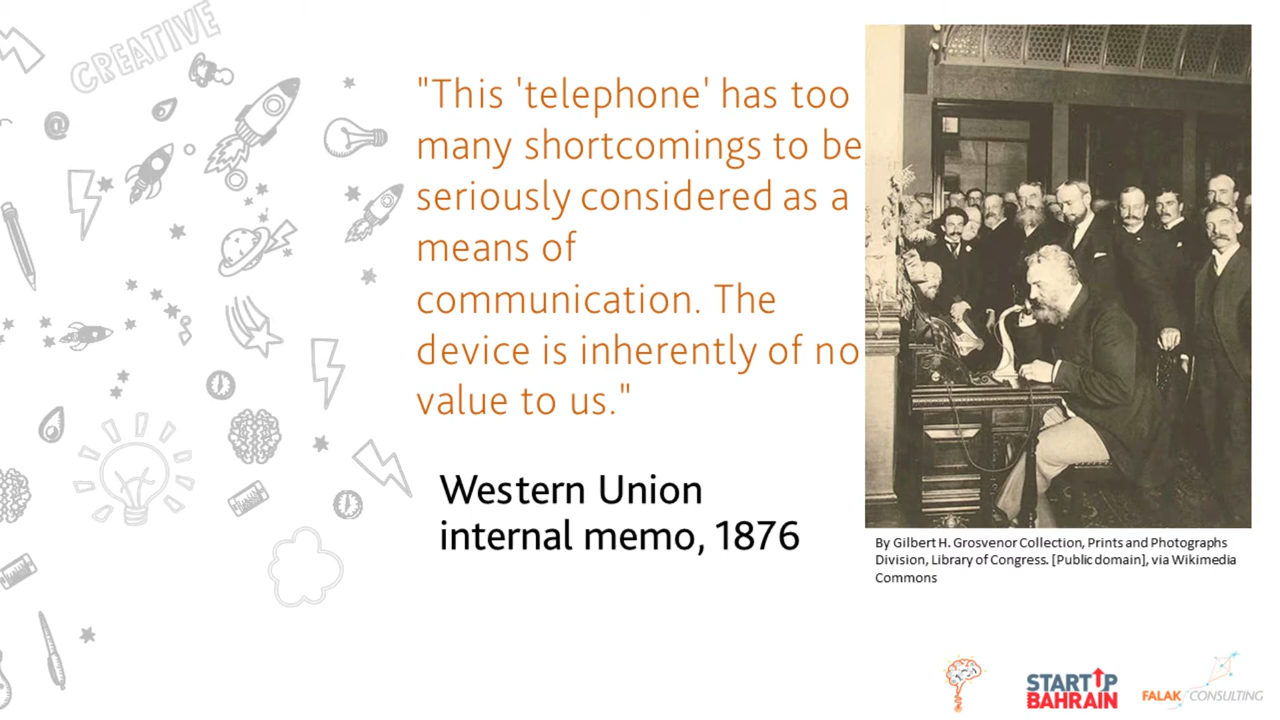 CREATIVE
"This 'telephone' has too
many shortcomings to be
seriously considered as a
means of
communication. The
device is inherently of no
value to us."
Western Union
internal memo, 1876
By Gilbert H. Grosvenor Collection, Prints and Photographs
Division, Library of Congress. [Public domain], via Wikimedia
Commons
START P
BAHRAIN
FALAK CONSULTING